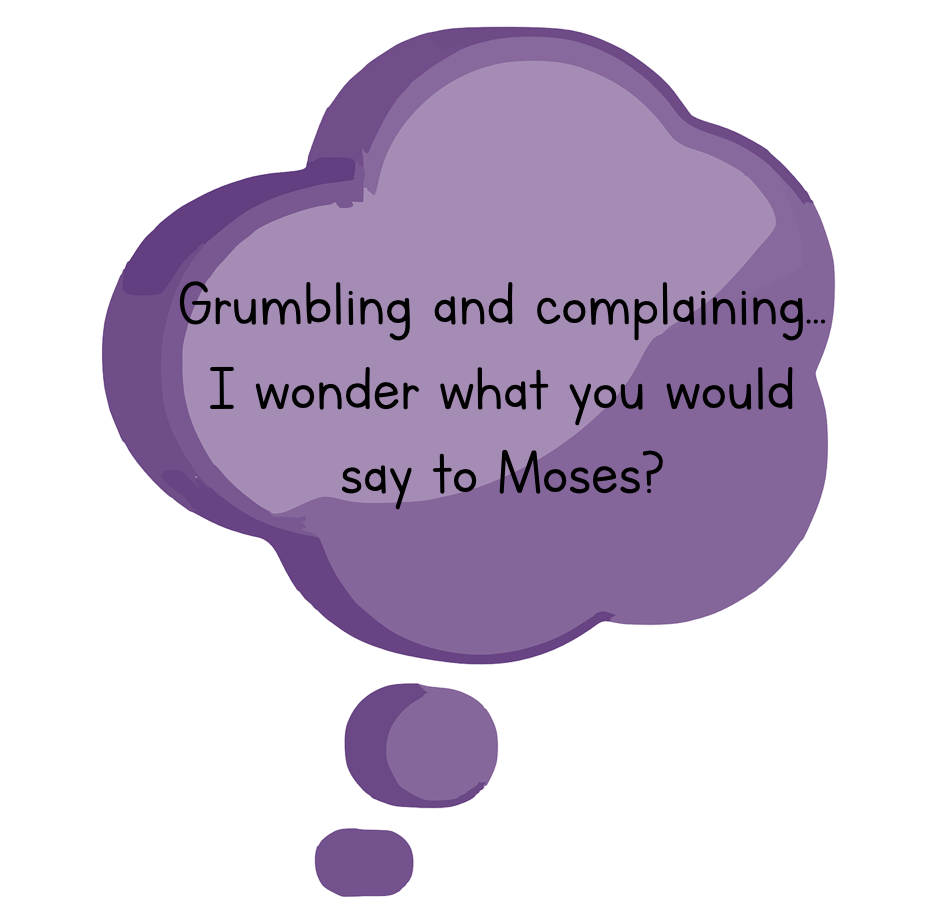 Grumbling and complaining...
I wonder what you would
say to Moses?